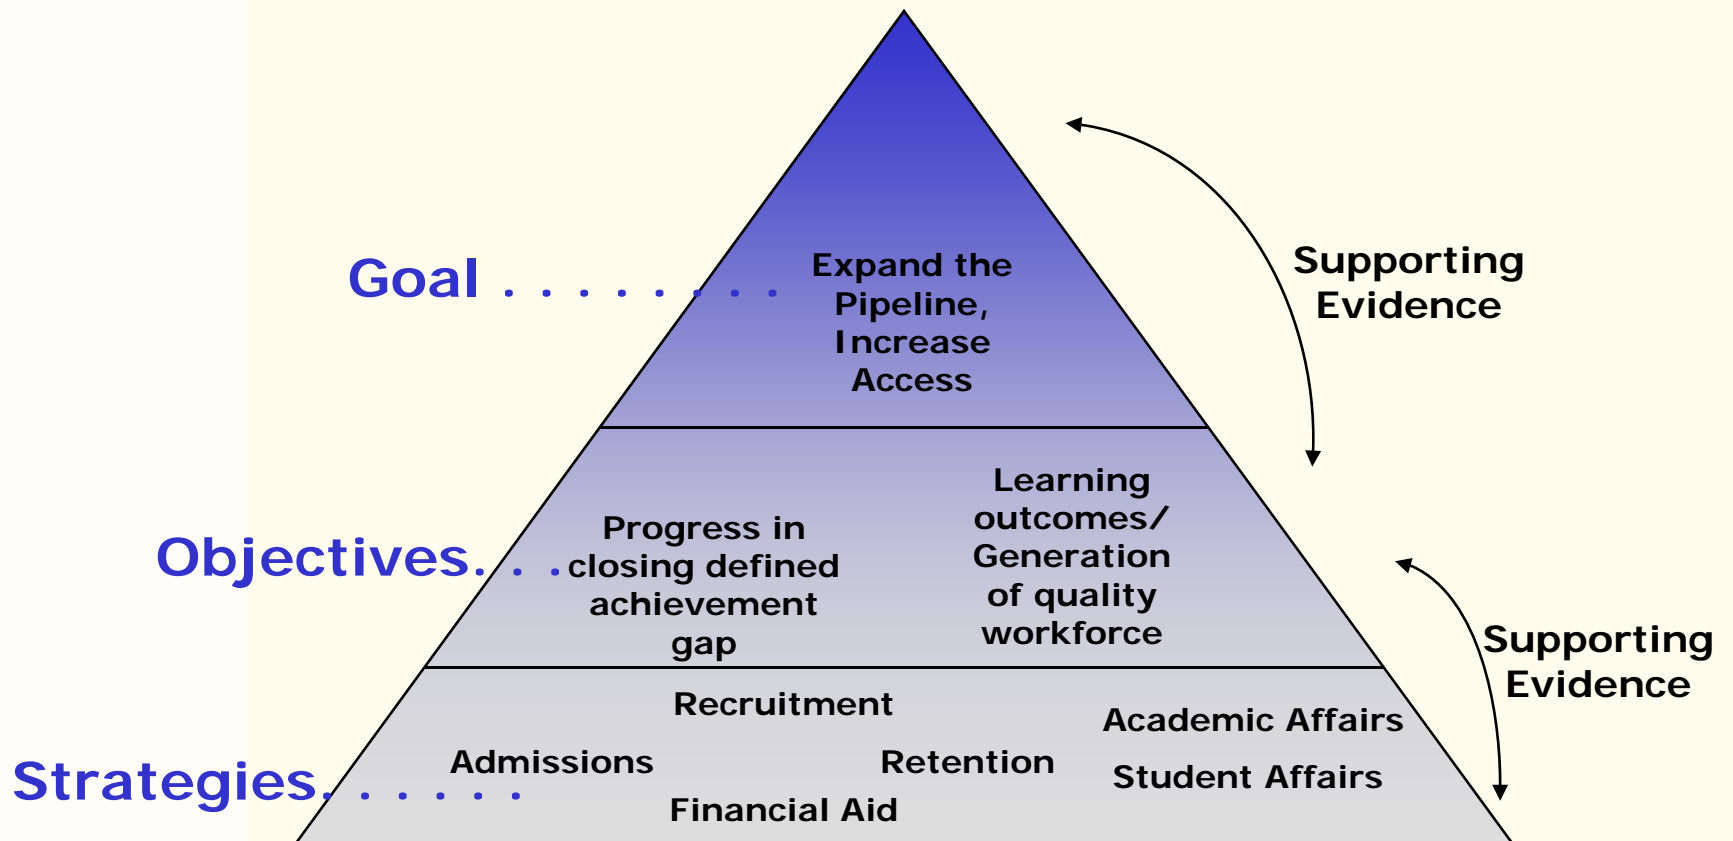 Goal . . . . . . . .
Expand the
Pipeline,
Increase
Access
Supporting
Evidence
Objectives. . .
Progress in
closing defined
achievement
gap
Learning
outcomes/
Generation
of quality
workforce
Supporting
Evidence
Strategies. . . . . .
Recruitment
Academic Affairs
Admissions
Retention
Student Affairs
Financial Aid